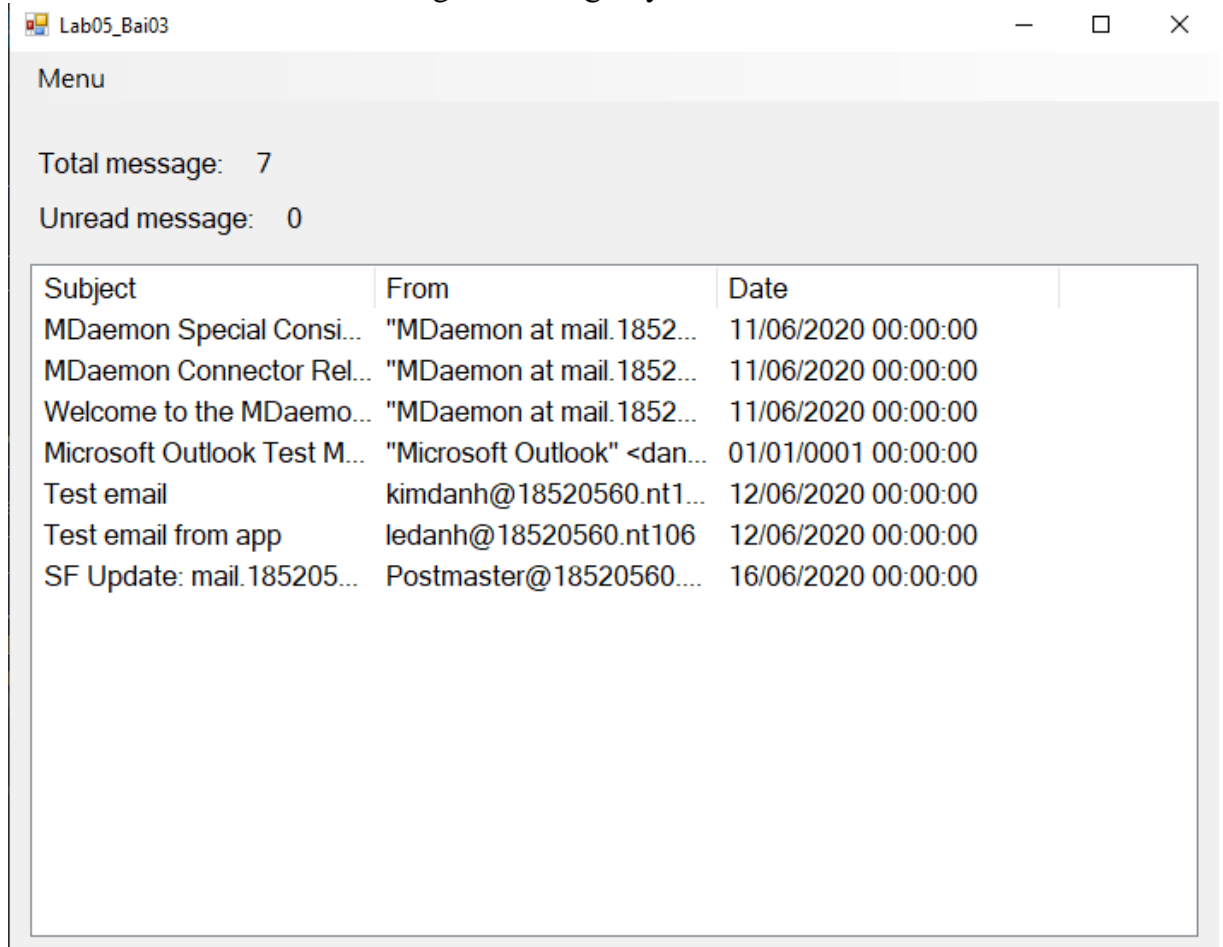 Lab05_Bai03
Menu
Total message: 7
Unread message: 0
Subject From Date
MDaemon Special Consi... "MDaemon at mail.1852... 11/06/2020 00:00:00
MDaemon Connector Rel... "MDaemon at mail.1852... 11/06/2020 00:00:00
Welcome to the MDaemo... "MDaemon at mail.1852... 11/06/2020 00:00:00
Microsoft Outlook Test M... "Microsoft Outlook" <dan... 01/01/0001 00:00:00
Test email kimdanh@18520560.nt1... 12/06/2020 00:00:00
Test email from app ledanh@18520560.nt106 12/06/2020 00:00:00
SF Update: mail.185205... Postmaster@18520560.... 16/06/2020 00:00:00